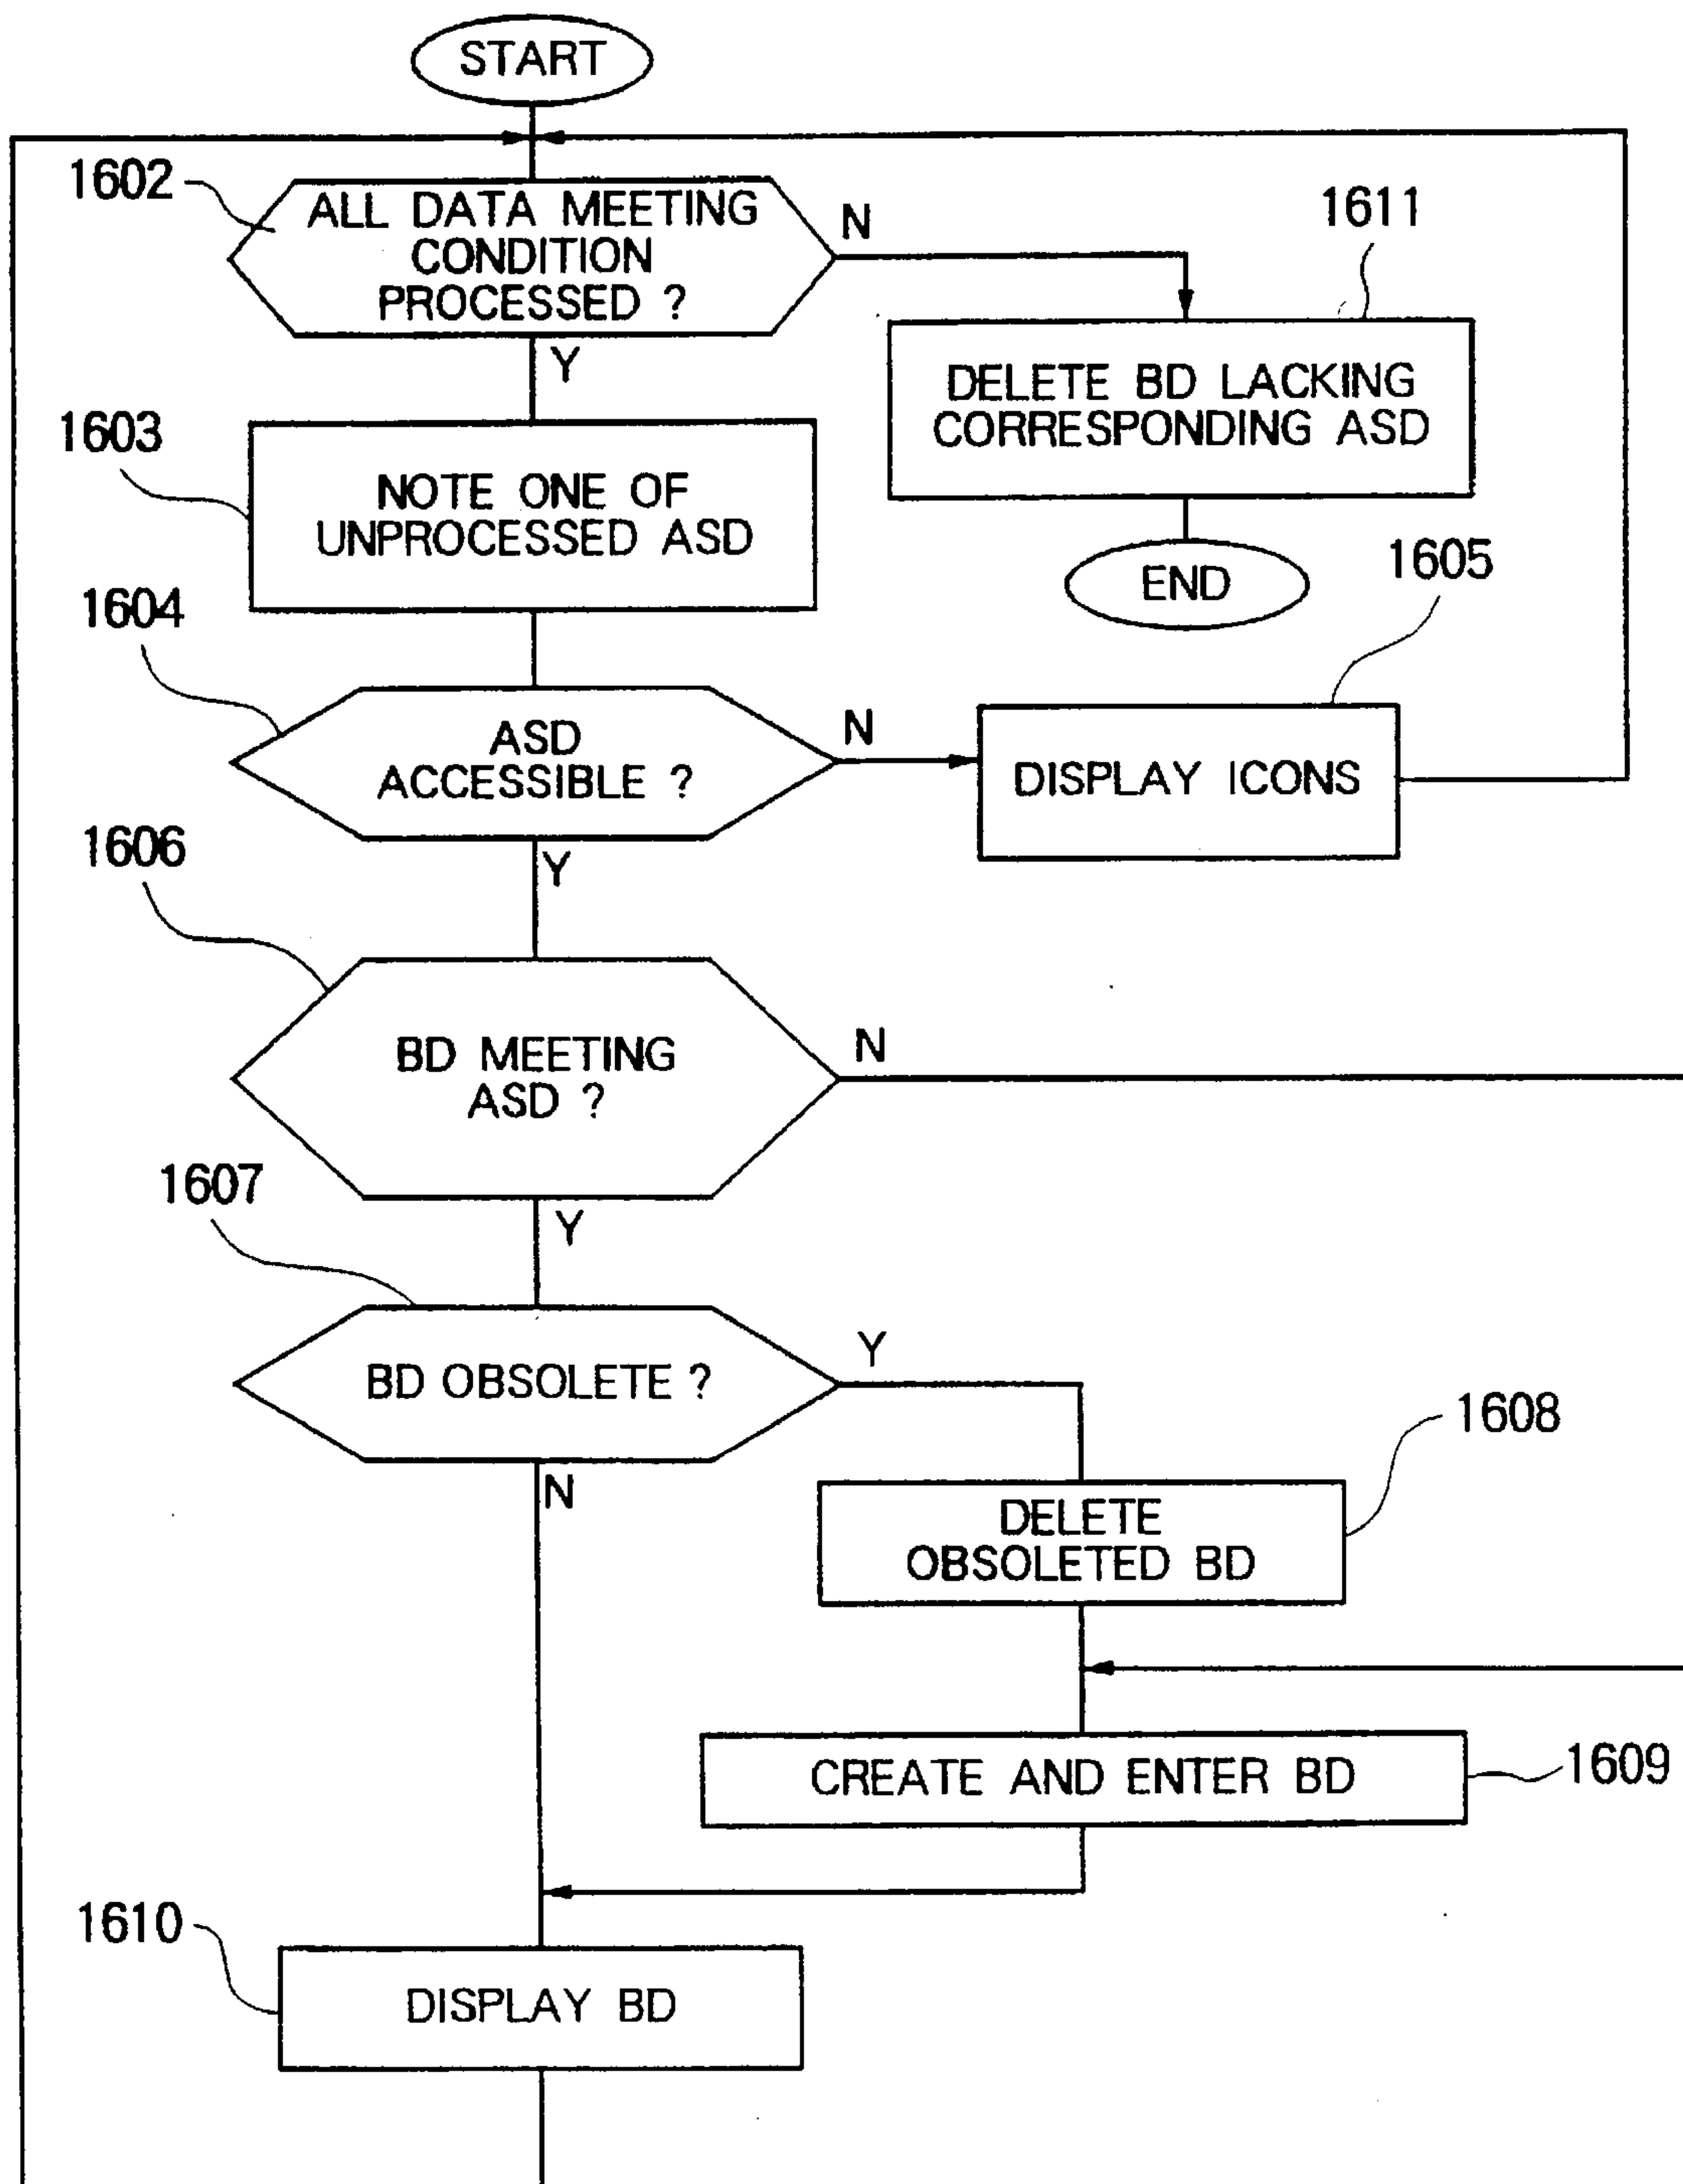 START
1602
ALL DATA MEETING
CONDITION
PROCESSED ?
N
Y
1611
DELETE BD LACKING
CORRESPONDING ASD
END
1603
NOTE ONE OF
UNPROCESSED ASD
1604
ASD
ACCESSIBLE ?
N
Y
1605
DISPLAY ICONS
1606
BD MEETING
ASD ?
N
Y
1607
BD OBSOLETE ?
Y
N
1608
DELETE
OBSOLETED BD
CREATE AND ENTER BD
1609
1610
DISPLAY BD